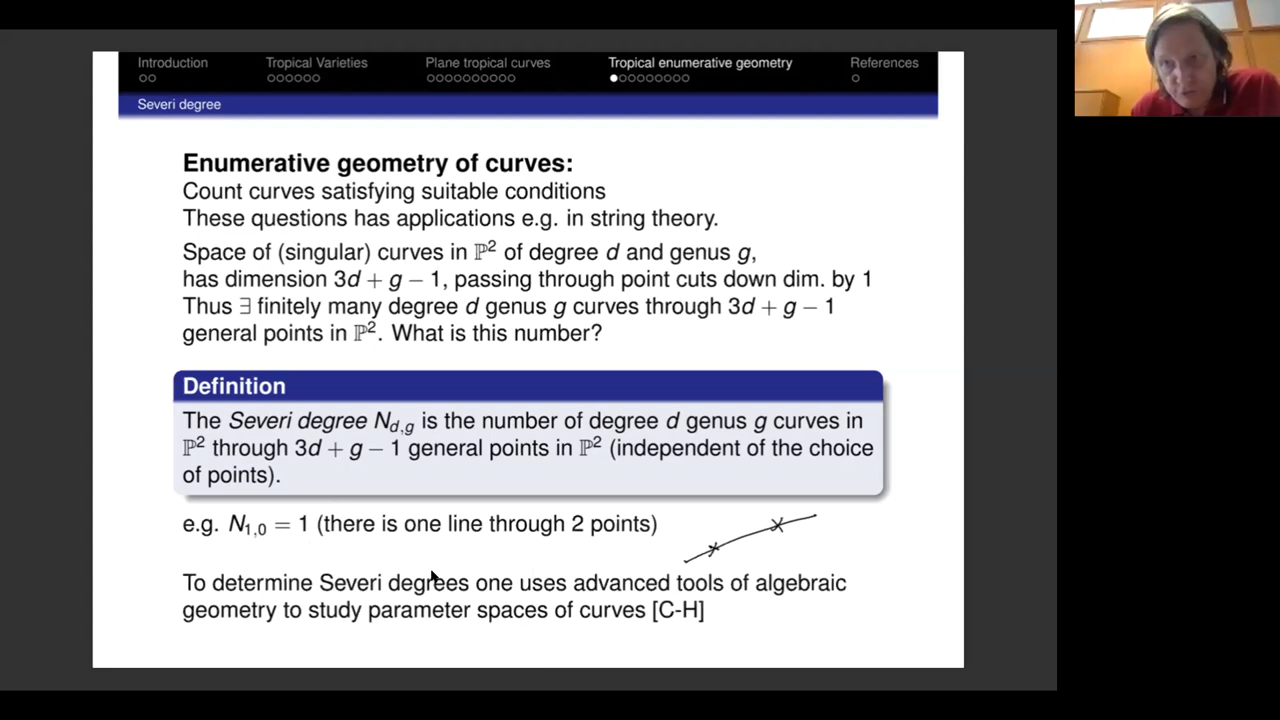 Introduction Tropical Varieties Plane tropical curves Tropical enumerative geometry References
Severi degree
Enumerative geometry of curves:
Count curves satisfying suitable conditions
These questions has applications e.g. in string theory.
Space of (singular) curves in ℙ² of degree d and genus g,
has dimension 3d + g − 1, passing through point cuts down dim. by 1
Thus ∃ finitely many degree d genus g curves through 3d + g − 1
general points in ℙ². What is this number?
Definition
The Severi degree N_{d,g} is the number of degree d genus g curves in
ℙ² through 3d + g − 1 general points in ℙ² (independent of the choice
of points).
e.g. N_{1,0} = 1 (there is one line through 2 points)
To determine Severi degrees one uses advanced tools of algebraic
geometry to study parameter spaces of curves [C-H]